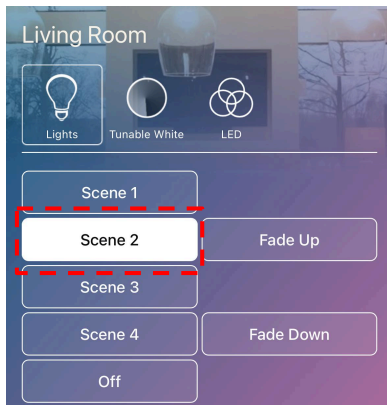 Living Room
Lights Tunable White LED
Scene 1
Scene 2 Fade Up
Scene 3
Scene 4 Fade Down
Off